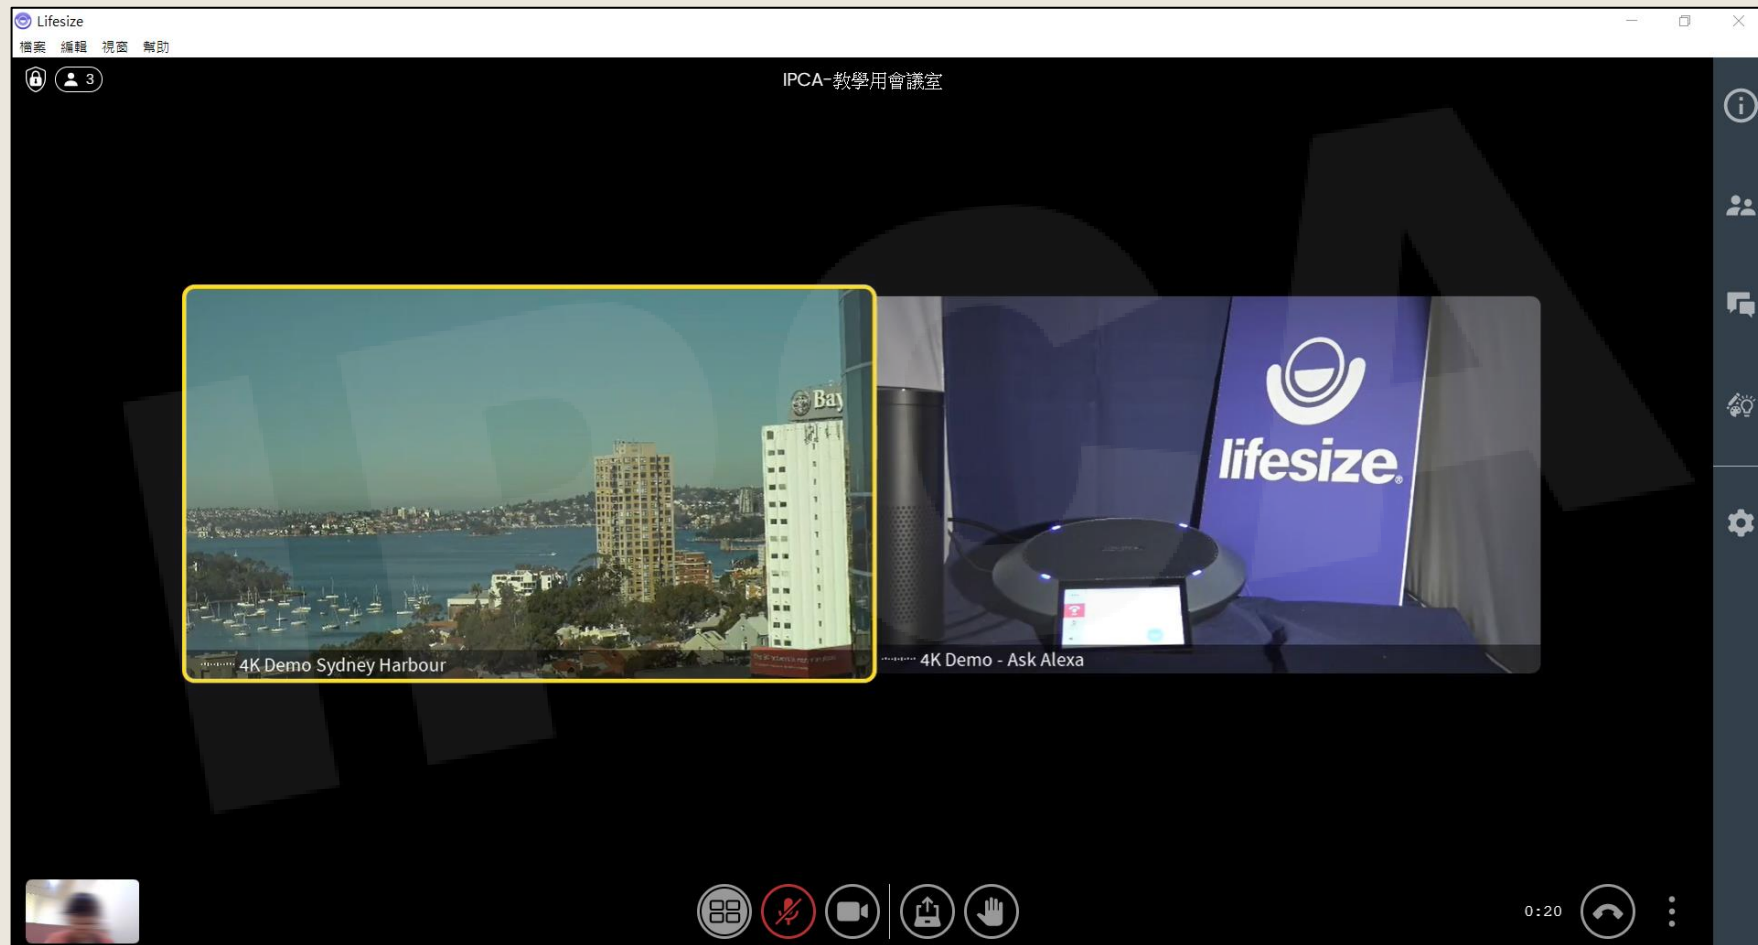 Lifesize
檔案 編輯 視窗 幫助
3
IPCA-教學用會議室
IPCA
Bay
lifesize
4K Demo Sydney Harbour
4K Demo - Ask Alexa
0:20